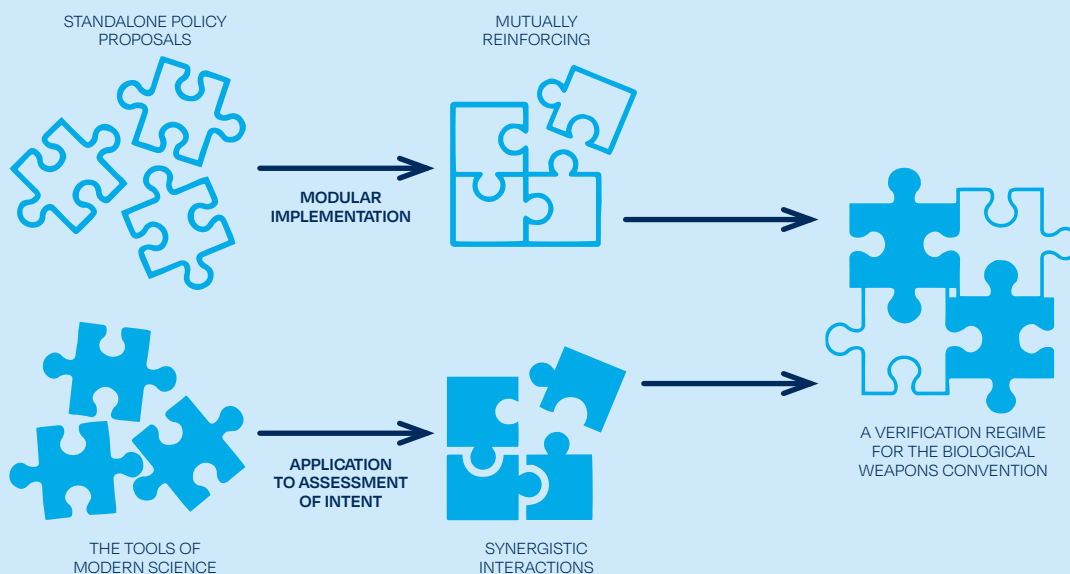 STANDALONE POLICY
PROPOSALS
MUTUALLY
REINFORCING
MODULAR
IMPLEMENTATION
A VERIFICATION REGIME
FOR THE BIOLOGICAL
WEAPONS CONVENTION
APPLICATION
TO ASSESSMENT
OF INTENT
THE TOOLS OF
MODERN SCIENCE
SYNERGISTIC
INTERACTIONS